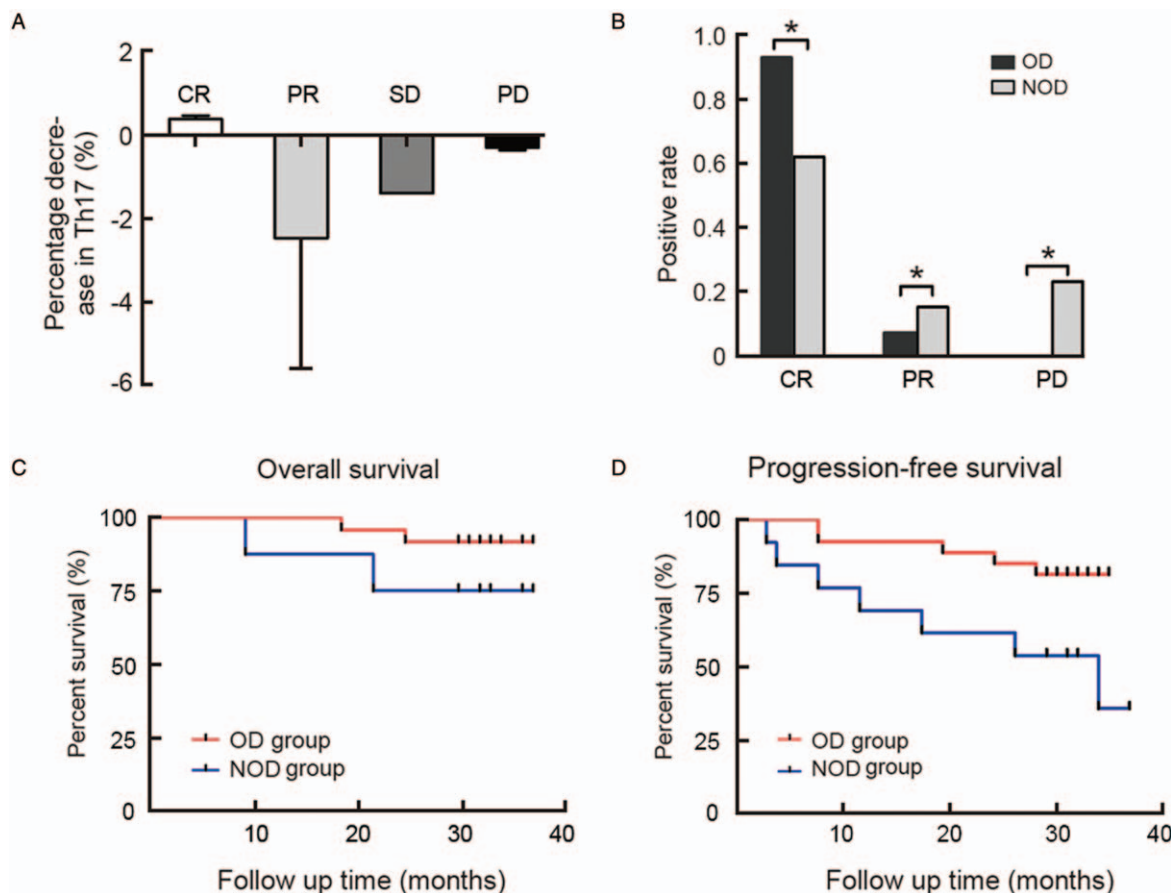 A
Percentage decre-
ase in Th17 (%)
2
0
-2
-4
-6
CR PR SD PD
B
Positive rate
1.0
0.8
0.6
0.4
0.2
0
* * *
OD
NOD
CR PR PD
C
Overall survival
Percent survival (%)
100
75
50
25
0
OD group
NOD group
10 20 30 40
Follow up time (months)
D
Progression-free survival
Percent survival (%)
100
75
50
25
0
OD group
NOD group
10 20 30 40
Follow up time (months)